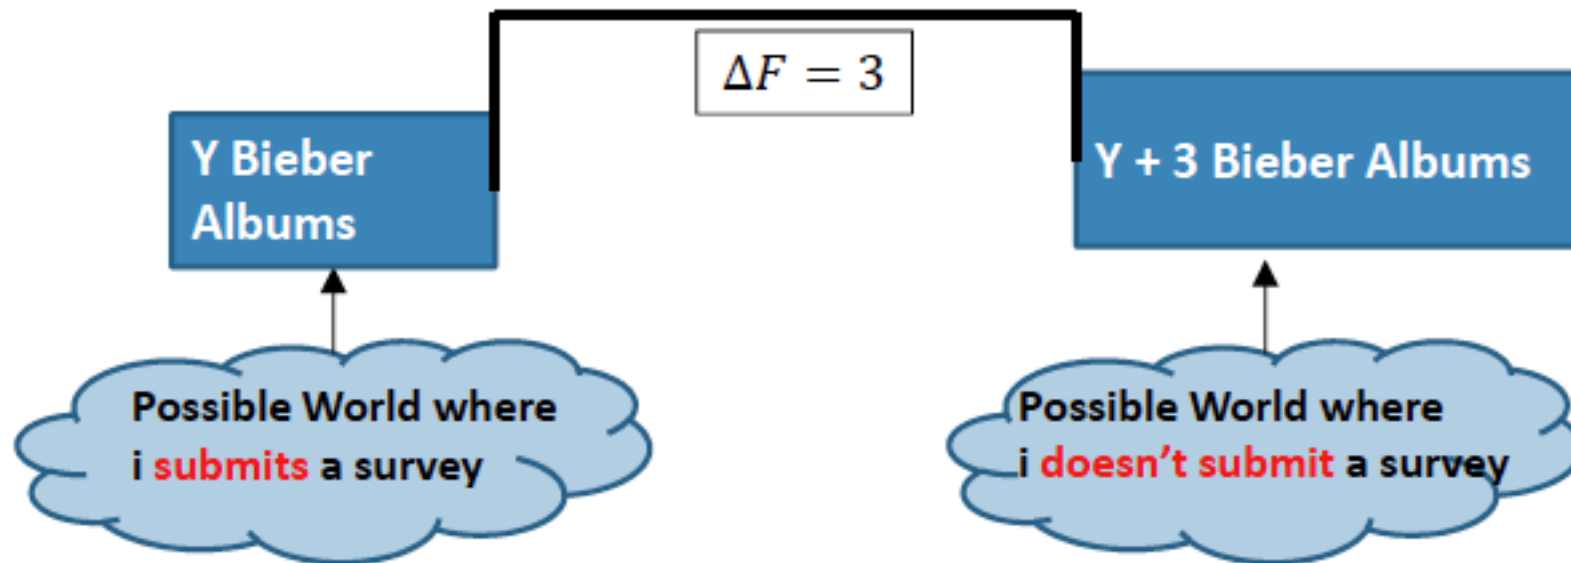 ΔF = 3
Y Bieber
Albums
Y + 3 Bieber Albums
Possible World where
i submits a survey
Possible World where
i doesn't submit a survey